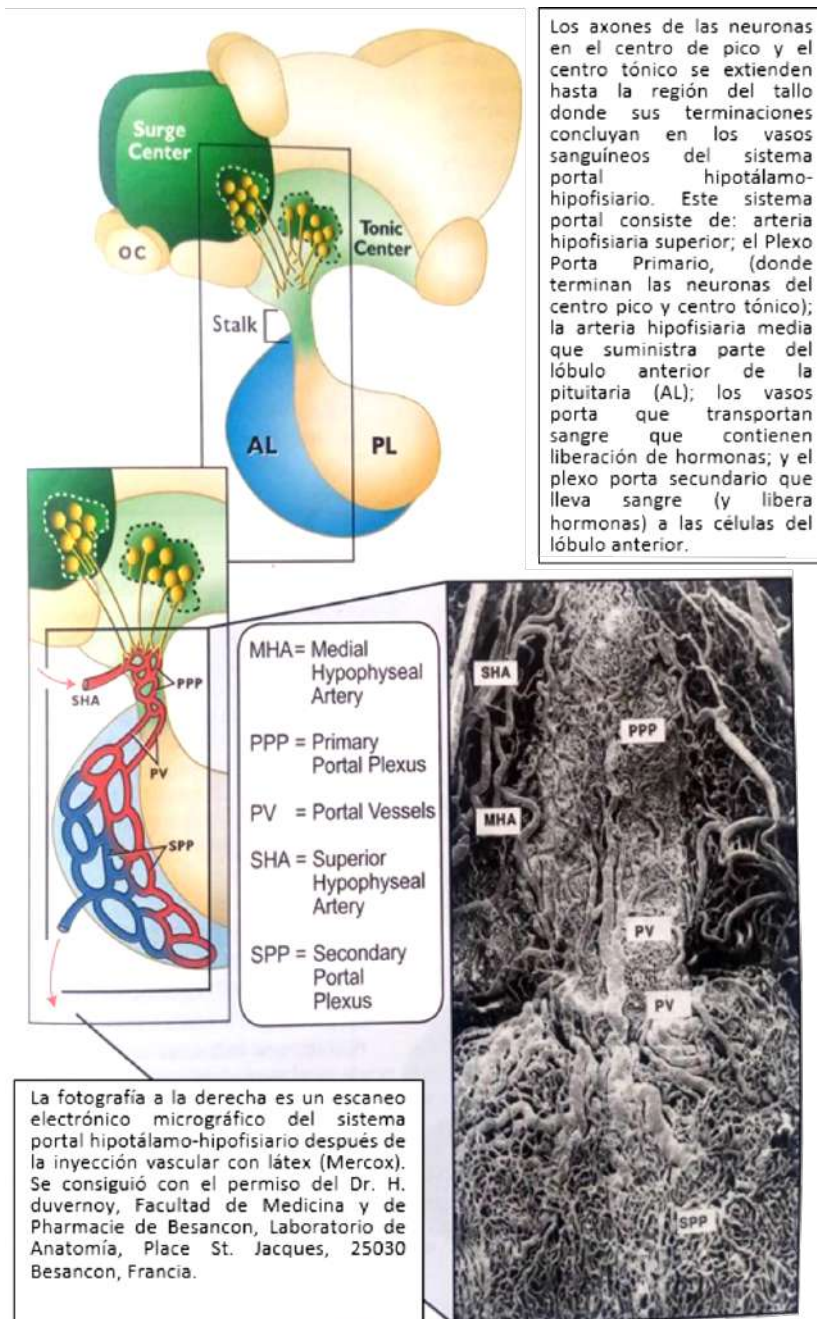 Los axones de las neuronas
en el centro de pico y el
centro tónico se extienden
hasta la región del tallo
donde sus terminaciones
concluyan en los vasos
sanguíneos del sistema
portal hipotálamo-
hipofisiario. Este sistema
portal consiste de: arteria
hipofisiaria superior; el Plexo
Porta Primario, (donde
terminan las neuronas del
centro pico y centro tónico);
la arteria hipofisiaria media
que suministra parte del
lóbulo anterior de la
pituitaria (AL); los vasos
porta que transportan
sangre que contienen
liberación de hormonas; y el
plexo porta secundario que
lleva sangre (y libera
hormonas) a las células del
lóbulo anterior.
Surge
Center
Tonic
Center
OC
Stalk
AL
PL
SHA
PPP
PV
SPP
MHA = Medial
Hypophyseal
Artery
PPP = Primary
Portal Plexus
PV = Portal Vessels
SHA = Superior
Hypophyseal
Artery
SPP = Secondary
Portal
Plexus
SHA
PPP
MHA
PV
PV
SPP
La fotografía a la derecha es un escaneo
electrónico micrográfico del sistema
portal hipotálamo-hipofisiario después de
la inyección vascular con látex (Mercox).
Se consiguió con el permiso del Dr. H.
duvernoy, Facultad de Medicina y de
Pharmacie de Besancon, Laboratorio de
Anatomía, Place St. Jacques, 25030
Besancon, Francia.